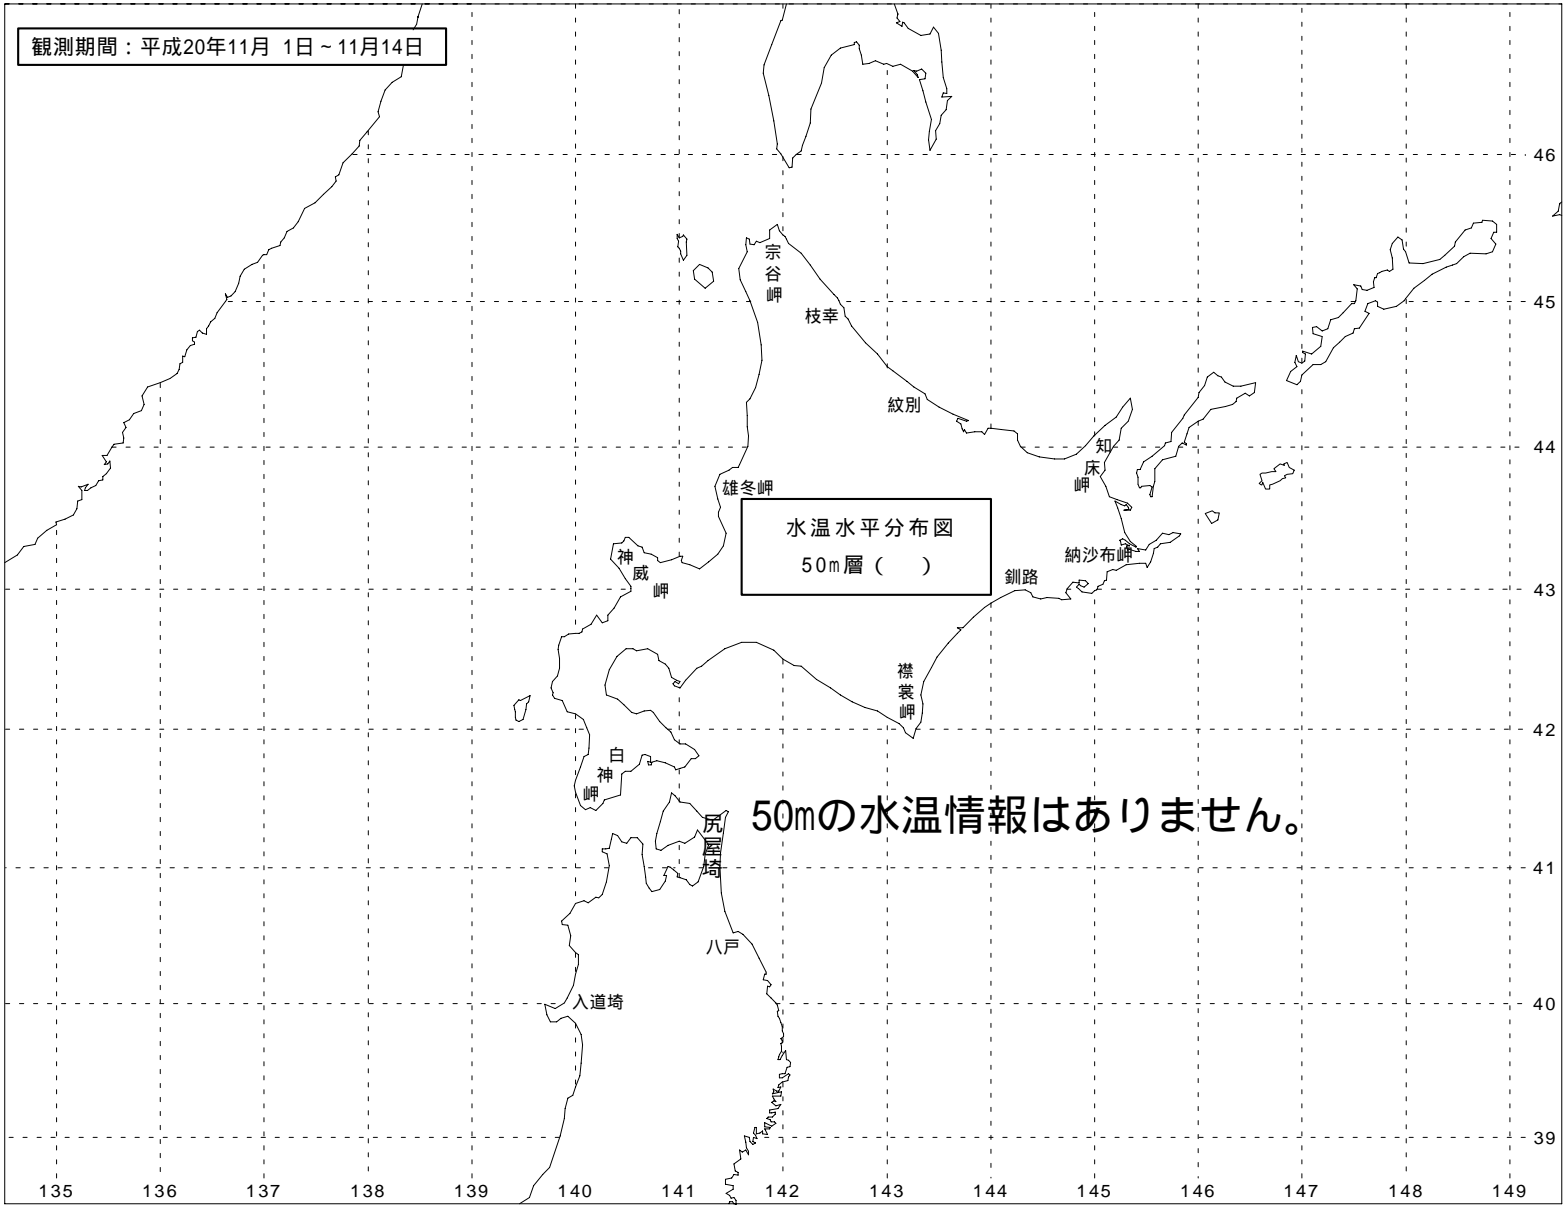 観測期間：平成20年11月 1日～11月14日
46
宗谷岬
45
枝幸
紋別
44
知床岬
雄冬岬
水温水平分布図
50m層（　　）
納沙布岬
神威岬
釧路
43
襟裳岬
42
白神岬
50mの水温情報はありません。
尻屋埼
41
八戸
入道埼
40
39
135 136 137 138 139 140 141 142 143 144 145 146 147 148 149